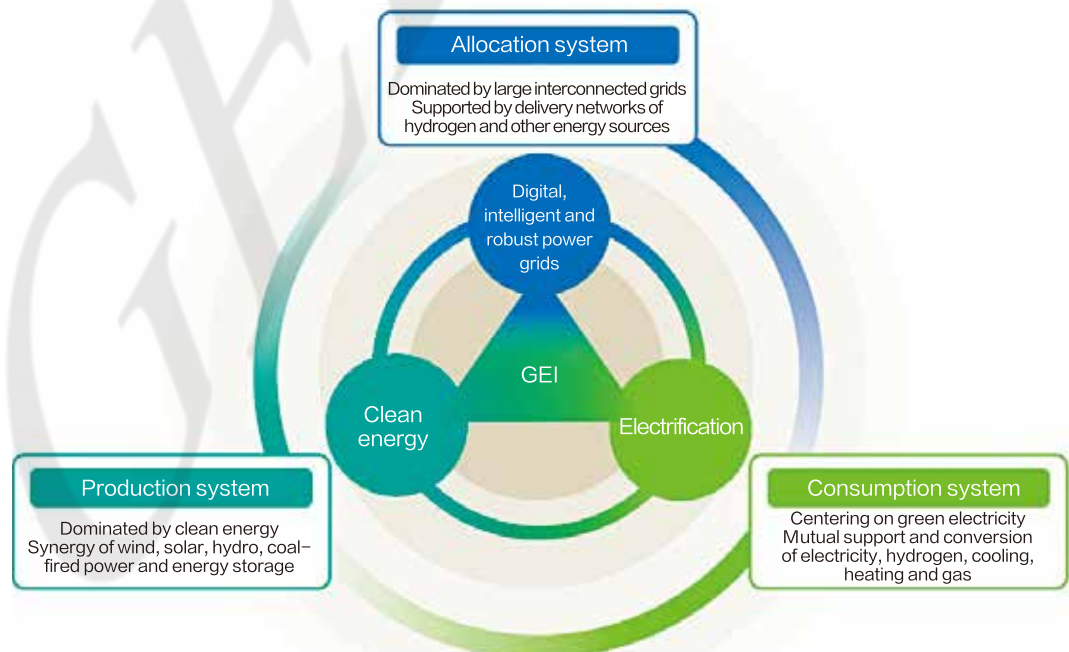 Allocation system
Dominated by large interconnected grids
Supported by delivery networks of
hydrogen and other energy sources
Digital,
intelligent and
robust power
grids
GEI
Clean
energy
Electrification
Production system
Dominated by clean energy
Synergy of wind, solar, hydro, coal–
fired power and energy storage
Consumption system
Centering on green electricity
Mutual support and conversion
of electricity, hydrogen, cooling,
heating and gas